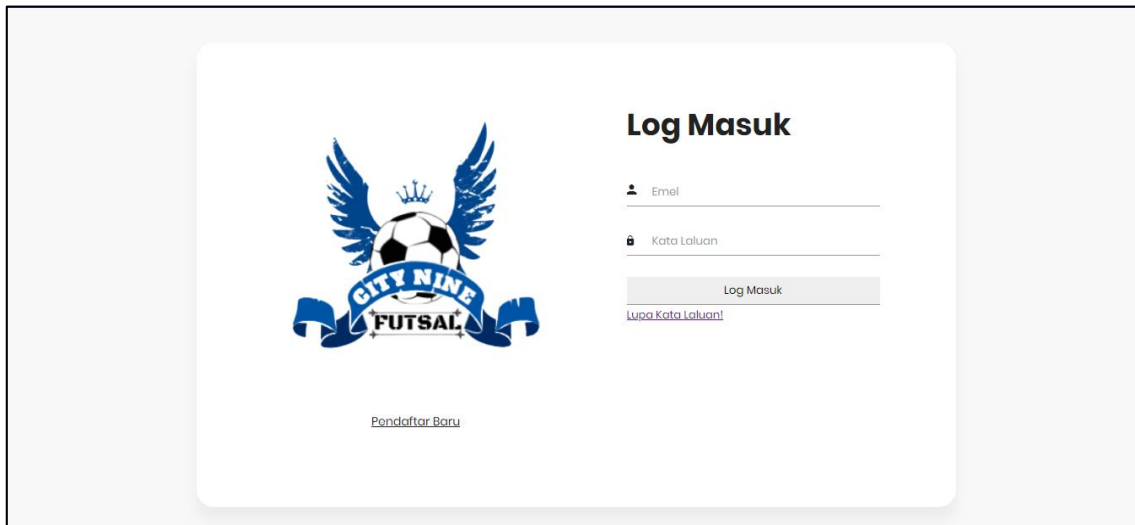 Log Masuk
Emel
Kata Laluan
Log Masuk
Lupa Kata Laluan!
CITY NINE
FUTSAL
Pendaftar Baru